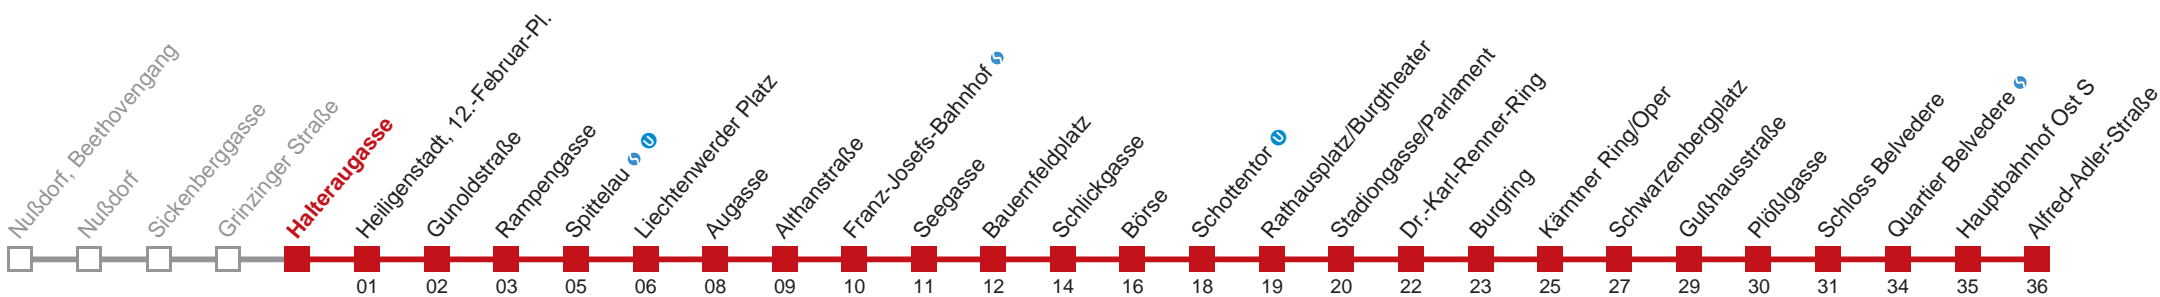 Nußdorf, Beethovengang
Nußdorf
Sickenberggasse
Grinzinger Straße
Halteraugasse
Heiligenstadt, 12.-Februar-Pl.
Gunoldstraße
Rampengasse
Spittelau S U
Liechtenwerder Platz
Augasse
Althanstraße
Franz-Josefs-Bahnhof S
Seegasse
Bauernfeldplatz
Schlickgasse
Börse
Schottentor U
Rathausplatz/Burgtheater
Stadiongasse/Parlament
Dr.-Karl-Renner-Ring
Burgring
Kärntner Ring/Oper
Schwarzenbergplatz
Gußhausstraße
Plößlgasse
Schloss Belvedere
Quartier Belvedere S
Hauptbahnhof Ost S
Alfred-Adler-Straße
01 02 03 05 06 08 09 10 11 12 14 16 18 19 20 22 23 25 27 29 30 31 34 35 36